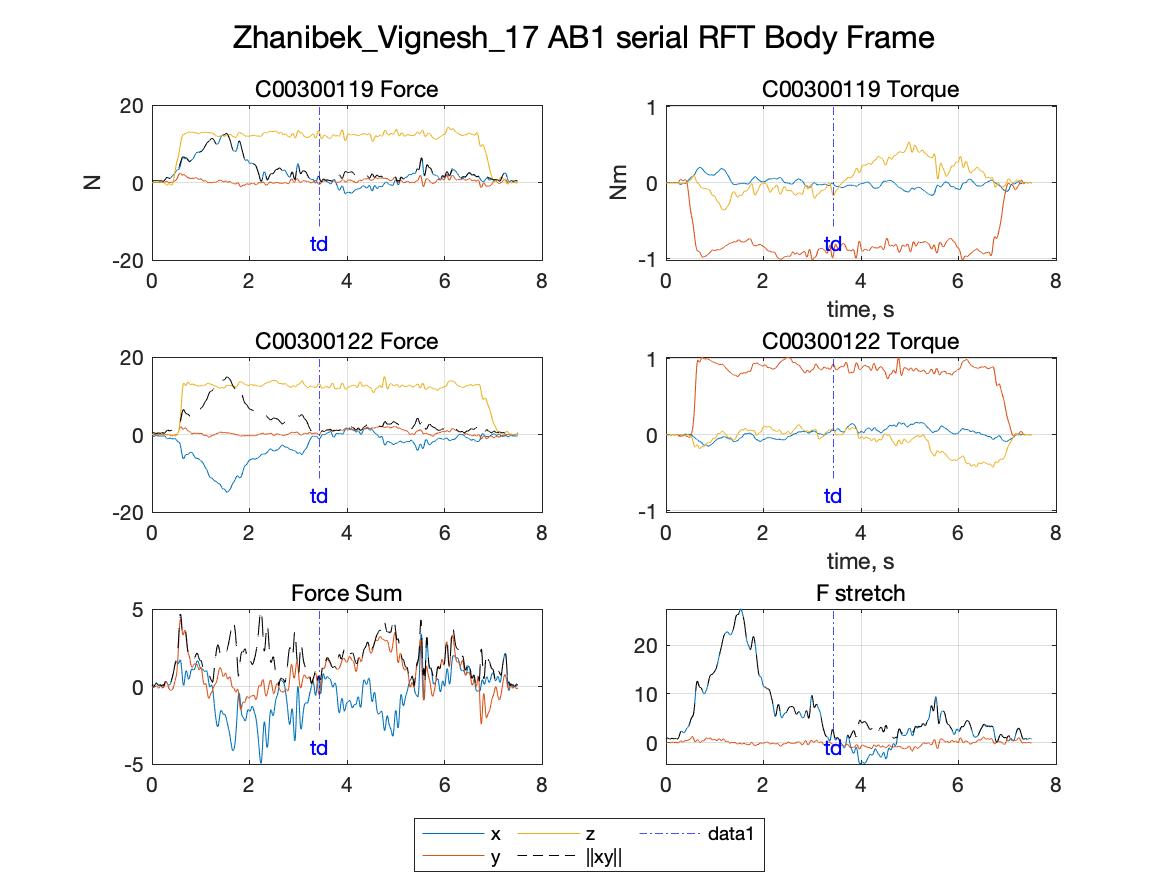 Zhanibek_Vignesh_17 AB1 serial RFT Body Frame
C00300119 Force
20
0
-20
N
td
0 2 4 6 8
C00300119 Torque
1
0
-1
Nm
td
0 2 4 6 8
time, s
C00300122 Force
20
0
-20
td
0 2 4 6 8
C00300122 Torque
1
0
-1
td
0 2 4 6 8
time, s
Force Sum
5
0
-5
td
0 2 4 6 8
F stretch
20
10
0
td
0 2 4 6 8
x z data1
y ||xy||